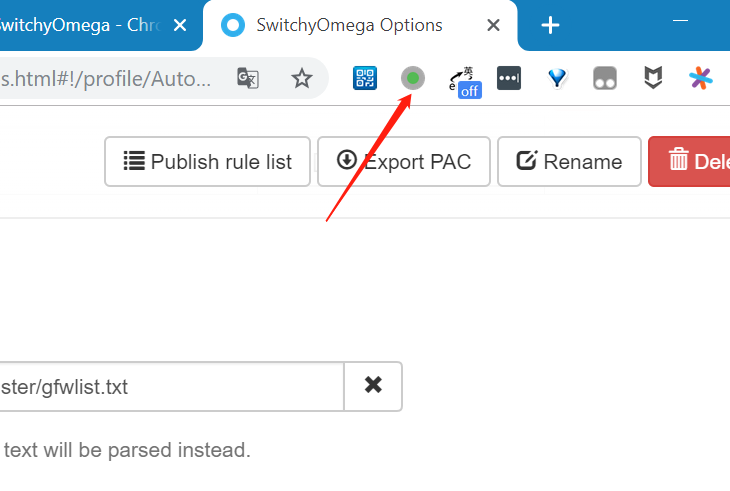 SwitchyOmega - Chr
SwitchyOmega Options
s.html#!/profile/Auto...
英
e
off
Publish rule list
Export PAC
Rename
Dele
ster/gfwlist.txt
text will be parsed instead.